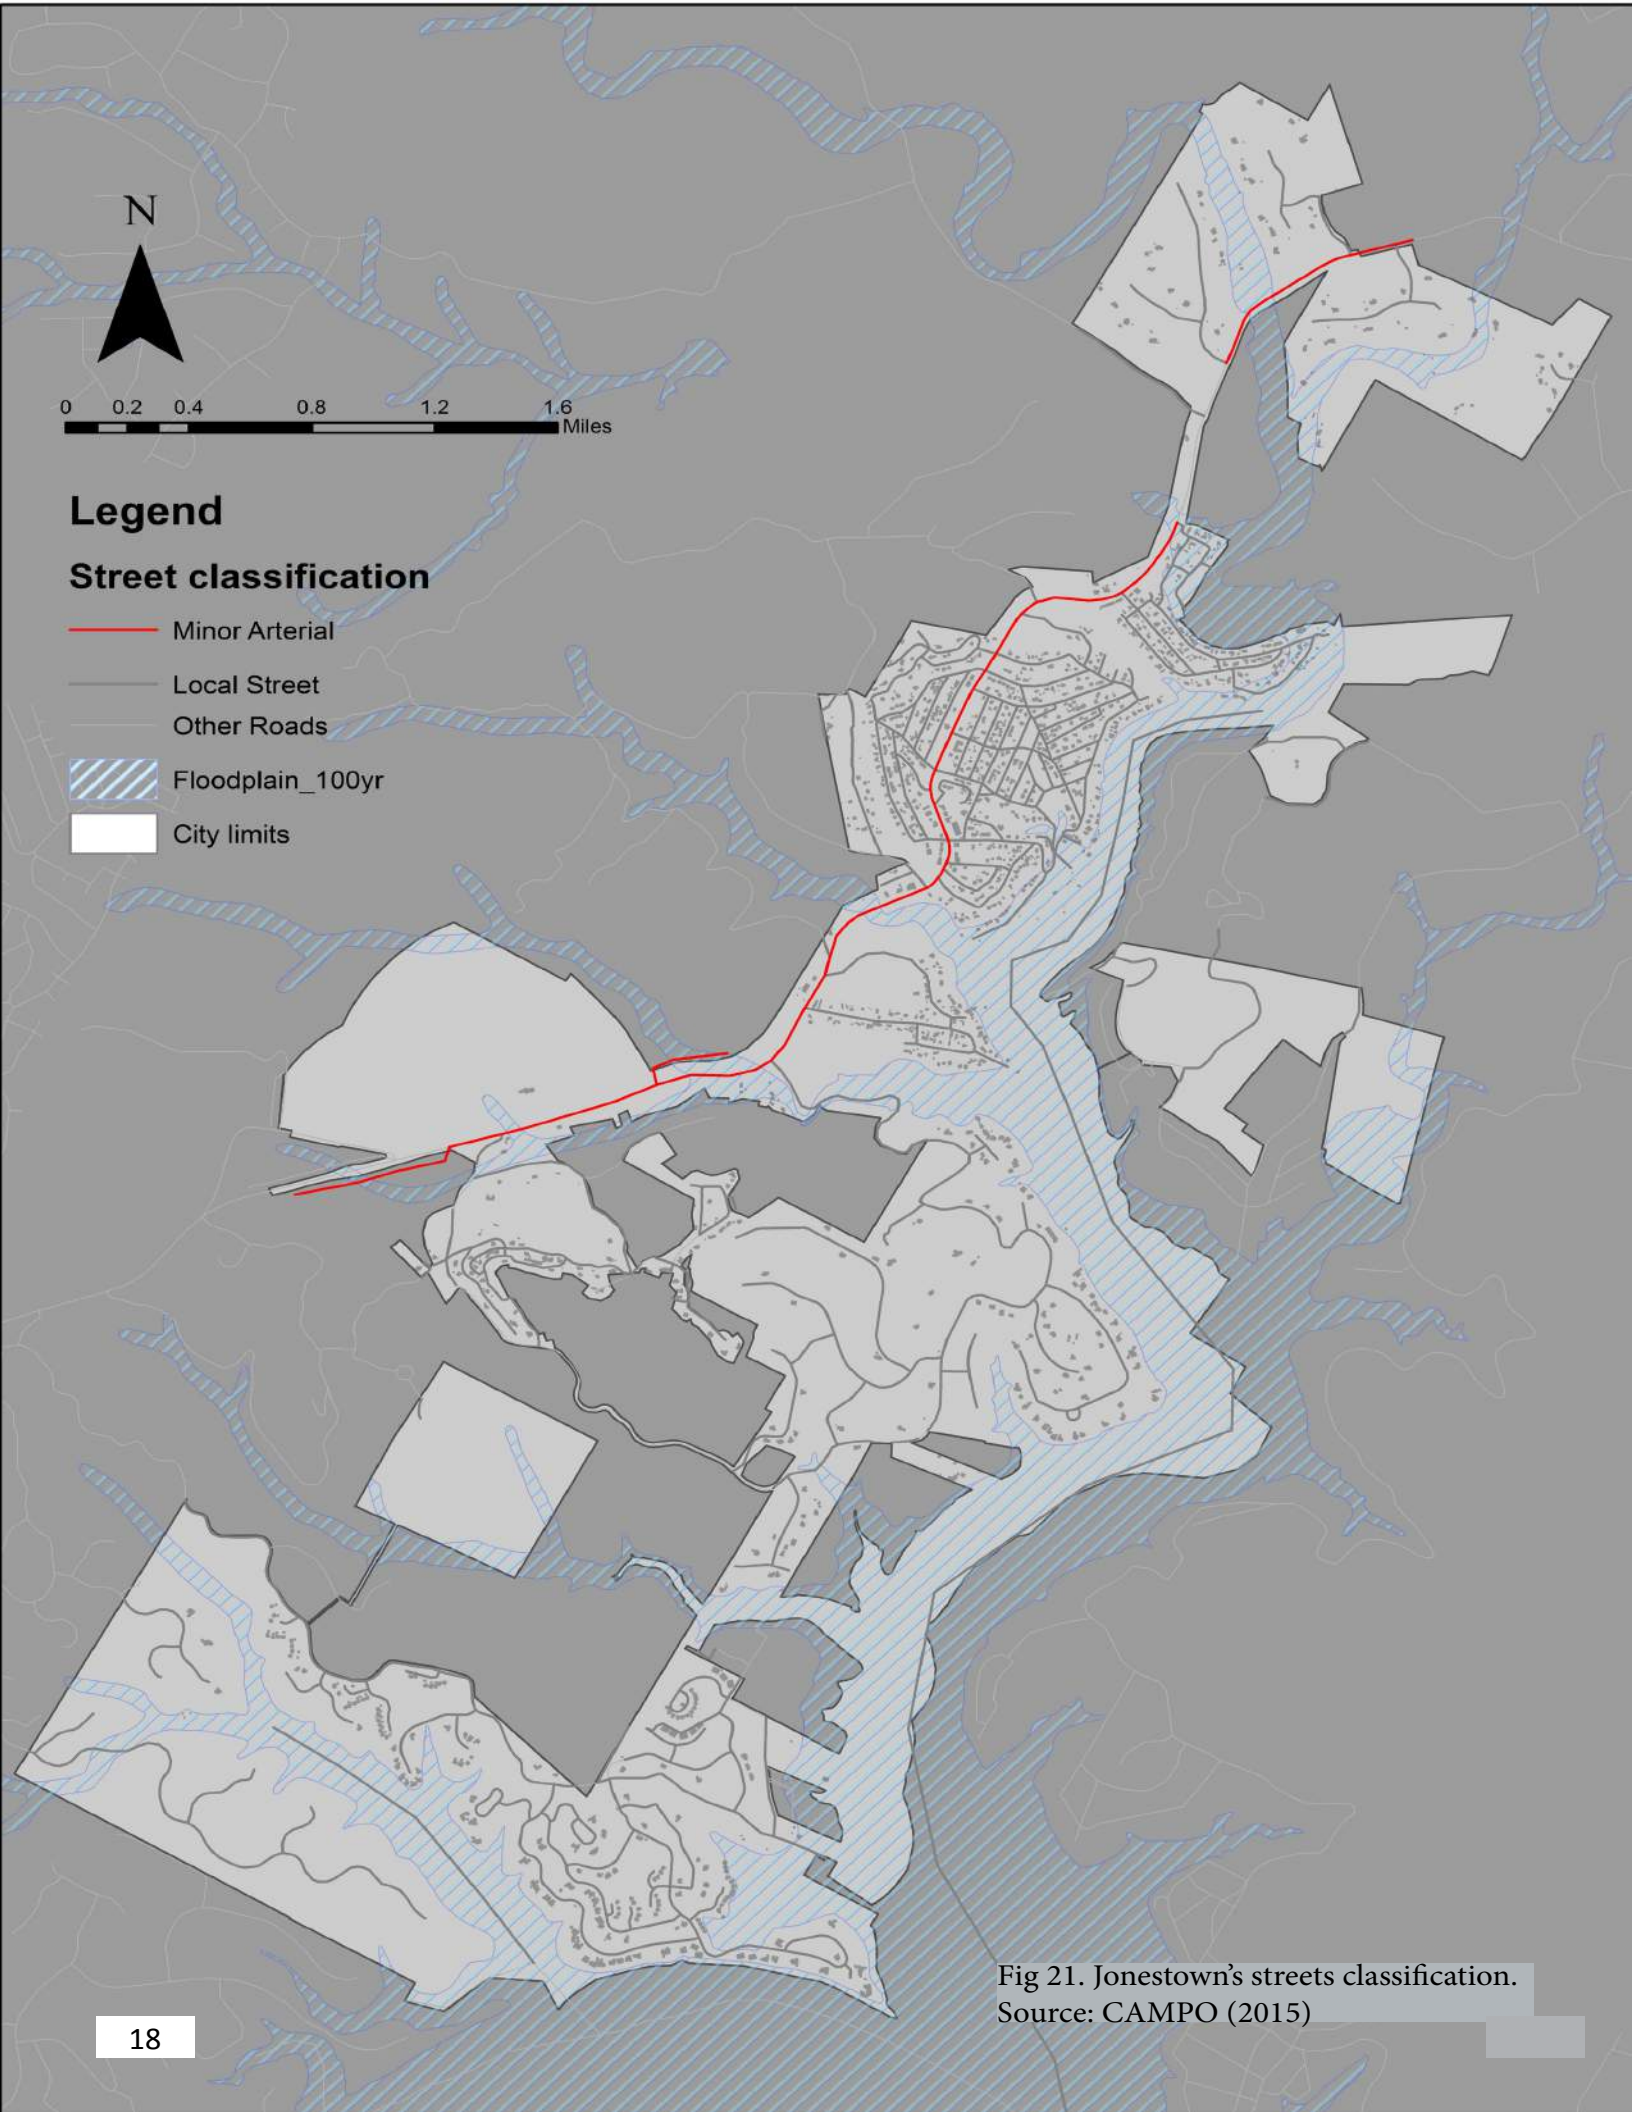 N
0 0.2 0.4 0.8 1.2 1.6
Miles
Legend
Street classification
Minor Arterial
Local Street
Other Roads
Floodplain_100yr
City limits
Fig 21. Jonestown’s streets classification.
Source: CAMPO (2015)
18